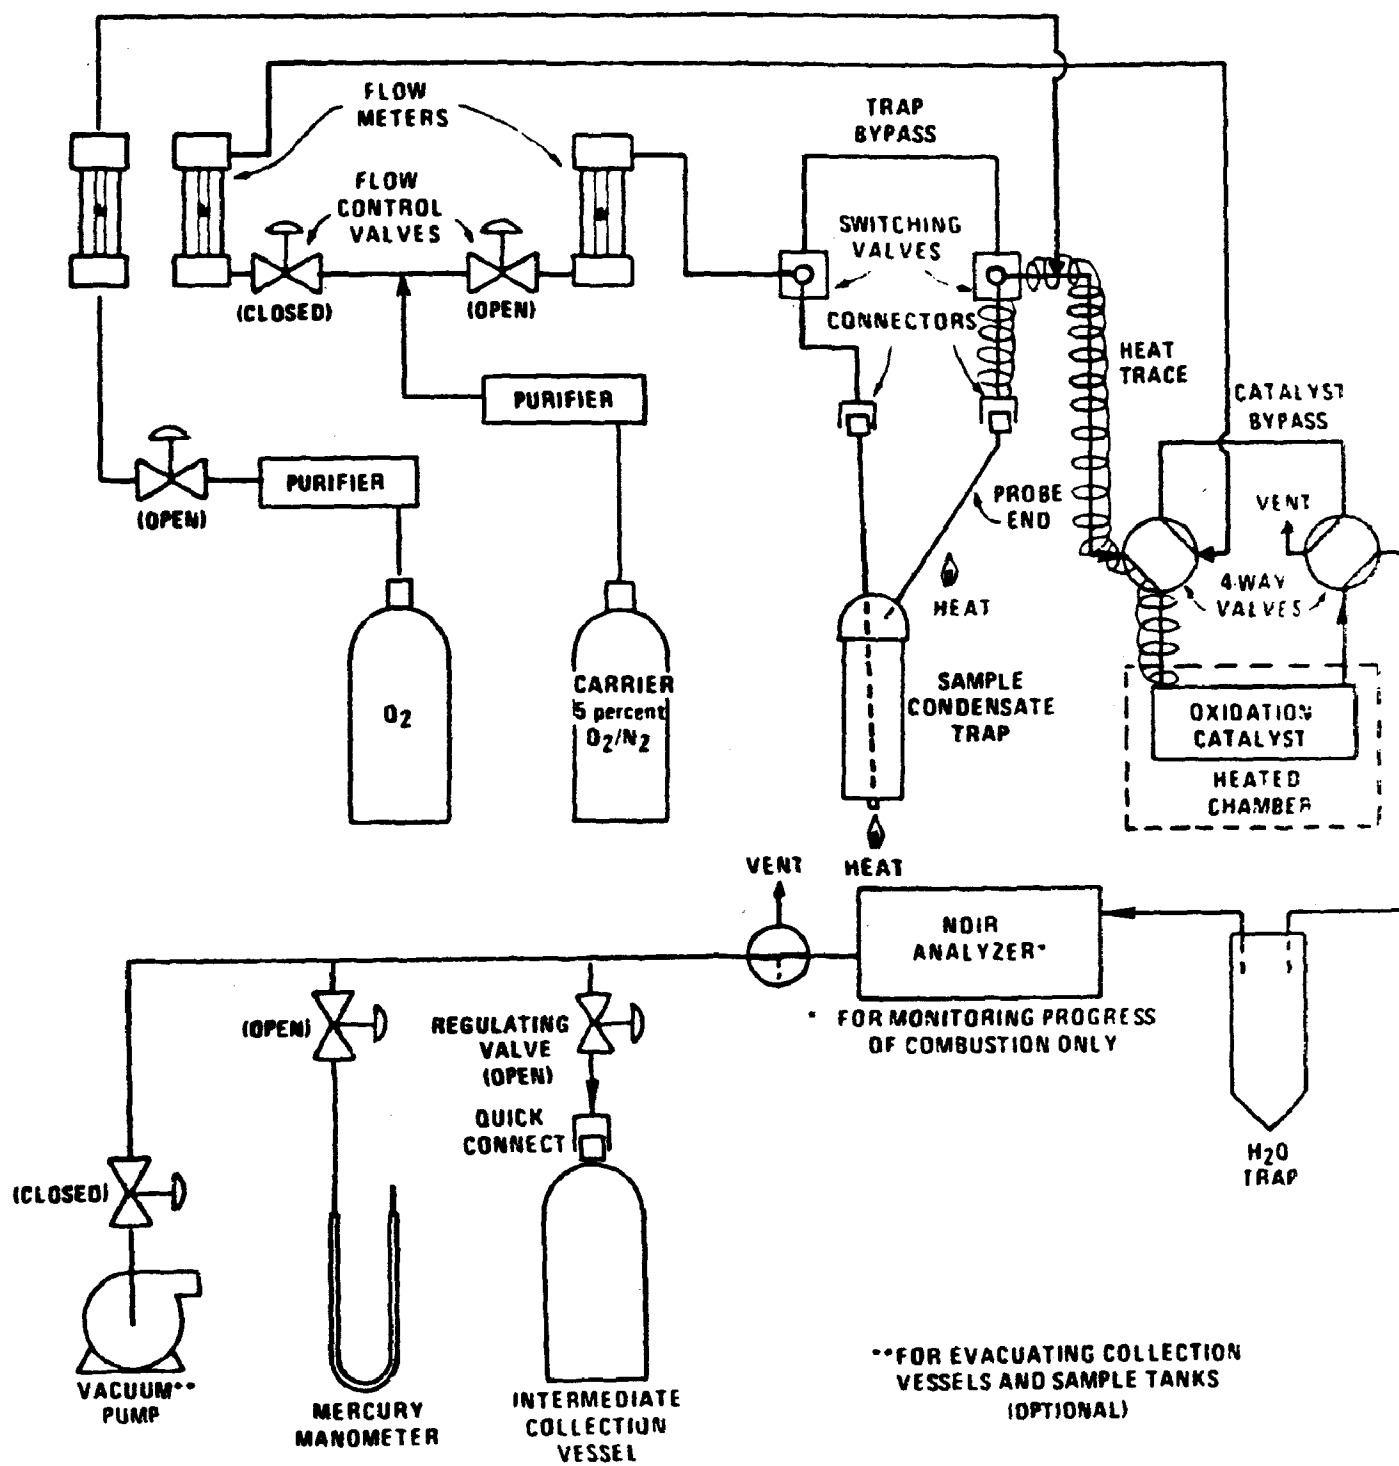 FLOW
METERS
TRAP
BYPASS
FLOW
CONTROL
VALVES
SWITCHING
VALVES
(CLOSED)
(OPEN)
CONNECTORS
HEAT
TRACE
PURIFIER
CATALYST
BYPASS
PURIFIER
(OPEN)
PROBE
END
VENT
HEAT
4-WAY
VALVES
O2
CARRIER
5 percent
O2/N2
SAMPLE
CONDENSATE
TRAP
OXIDATION
CATALYST
HEATED
CHAMBER
VENT
HEAT
NDIR
ANALYZER*
* FOR MONITORING PROGRESS
OF COMBUSTION ONLY
(OPEN)
REGULATING
VALVE
(OPEN)
QUICK
CONNECT
H2O
TRAP
(CLOSED)
VACUUM**
PUMP
MERCURY
MANOMETER
INTERMEDIATE
COLLECTION
VESSEL
**FOR EVACUATING COLLECTION
VESSELS AND SAMPLE TANKS
(OPTIONAL)